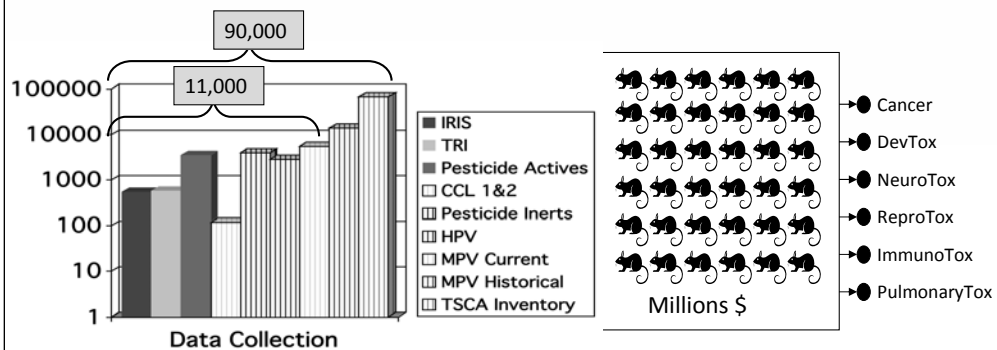 90,000
11,000
100000
10000
1000
100
10
1
Data Collection
IRIS
TRI
Pesticide Actives
CCL 1&2
Pesticide Inerts
HPV
MPV Current
MPV Historical
TSCA Inventory
Millions $
Cancer
DevTox
NeuroTox
ReproTox
ImmunoTox
PulmonaryTox